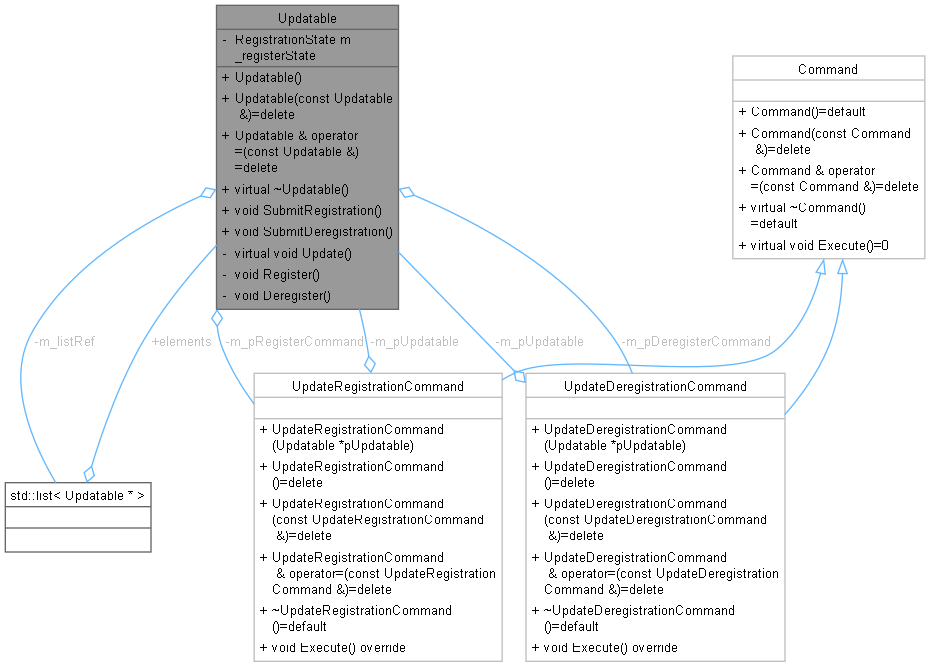 Updatable
- RegistrationState m
_registerState
+ Updatable()
+ Updatable(const Updatable
&)=delete
+ Updatable & operator
=(const Updatable &)
=delete
+ virtual ~Updatable()
+ void SubmitRegistration()
+ void SubmitDeregistration()
- virtual void Update()
- void Register()
- void Deregister()
Command
+ Command()=default
+ Command(const Command
&)=delete
+ Command & operator
=(const Command &)=delete
+ virtual ~Command()
=default
+ virtual void Execute()=0
-m_listRef
+elements
-m_pRegisterCommand
-m_pUpdatable
-m_pUpdatable
-m_pDeregisterCommand
std::list< Updatable * >
UpdateRegistrationCommand
+ UpdateRegistrationCommand
(Updatable *pUpdatable)
+ UpdateRegistrationCommand
()=delete
+ UpdateRegistrationCommand
(const UpdateRegistrationCommand
&)=delete
+ UpdateRegistrationCommand
& operator=(const UpdateRegistration
Command &)=delete
+ ~UpdateRegistrationCommand
()=default
+ void Execute() override
UpdateDeregistrationCommand
+ UpdateDeregistrationCommand
(Updatable *pUpdatable)
+ UpdateDeregistrationCommand
()=delete
+ UpdateDeregistrationCommand
(const UpdateDeregistrationCommand
&)=delete
+ UpdateDeregistrationCommand
& operator=(const UpdateDeregistration
Command &)=delete
+ ~UpdateDeregistrationCommand
()=default
+ void Execute() override